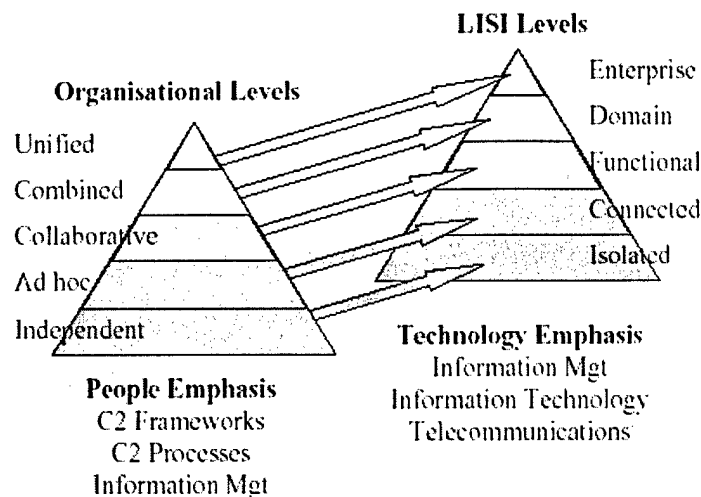 LISI Levels
Organisational Levels
Unified
Combined
Collaborative
Ad hoc
Independent
Enterprise
Domain
Functional
Connected
Isolated
People Emphasis
C2 Frameworks
C2 Processes
Information Mgt
Technology Emphasis
Information Mgt
Information Technology
Telecommunications